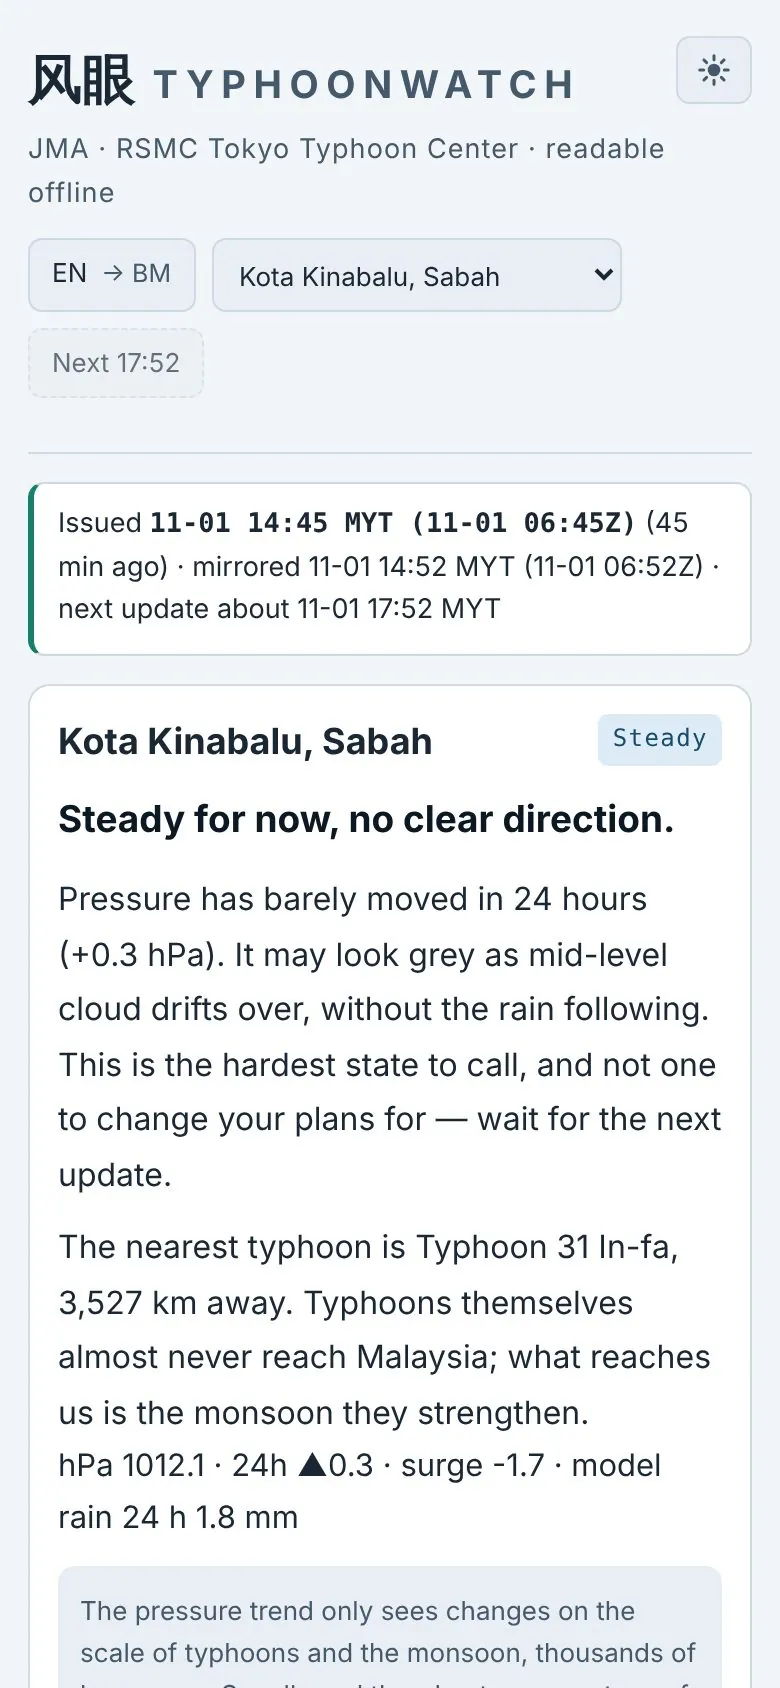 风眼 TYPHOONWATCH
JMA · RSMC Tokyo Typhoon Center · readable
offline
EN → BM
Kota Kinabalu, Sabah
Next 17:52
Issued 11-01 14:45 MYT (11-01 06:45Z) (45
min ago) · mirrored 11-01 14:52 MYT (11-01 06:52Z) ·
next update about 11-01 17:52 MYT
Kota Kinabalu, Sabah
Steady
Steady for now, no clear direction.
Pressure has barely moved in 24 hours
(+0.3 hPa). It may look grey as mid-level
cloud drifts over, without the rain following.
This is the hardest state to call, and not one
to change your plans for — wait for the next
update.
The nearest typhoon is Typhoon 31 In-fa,
3,527 km away. Typhoons themselves
almost never reach Malaysia; what reaches
us is the monsoon they strengthen.
hPa 1012.1 · 24h ▲0.3 · surge -1.7 · model
rain 24 h 1.8 mm
The pressure trend only sees changes on the
scale of typhoons and the monsoon, thousands of